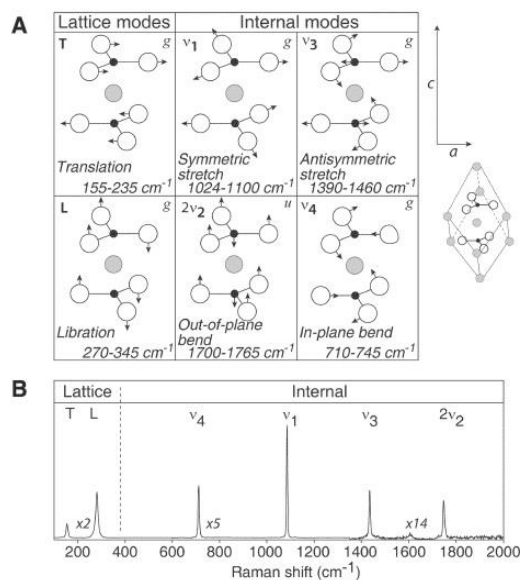 A
Lattice modes Internal modes
T g ν1 g ν3 g
Translation
155-235 cm-1
Symmetric
stretch
1024-1100 cm-1
Antisymmetric
stretch
1390-1460 cm-1
L g 2ν2 u ν4 g
Libration
270-345 cm-1
Out-of-plane
bend
1700-1765 cm-1
In-plane bend
710-745 cm-1
c
a
B
Lattice Internal
T L ν4 ν1 ν3 2ν2
x2 x5 x14
200 400 600 800 1000 1200 1400 1600 1800 2000
Raman shift (cm-1)